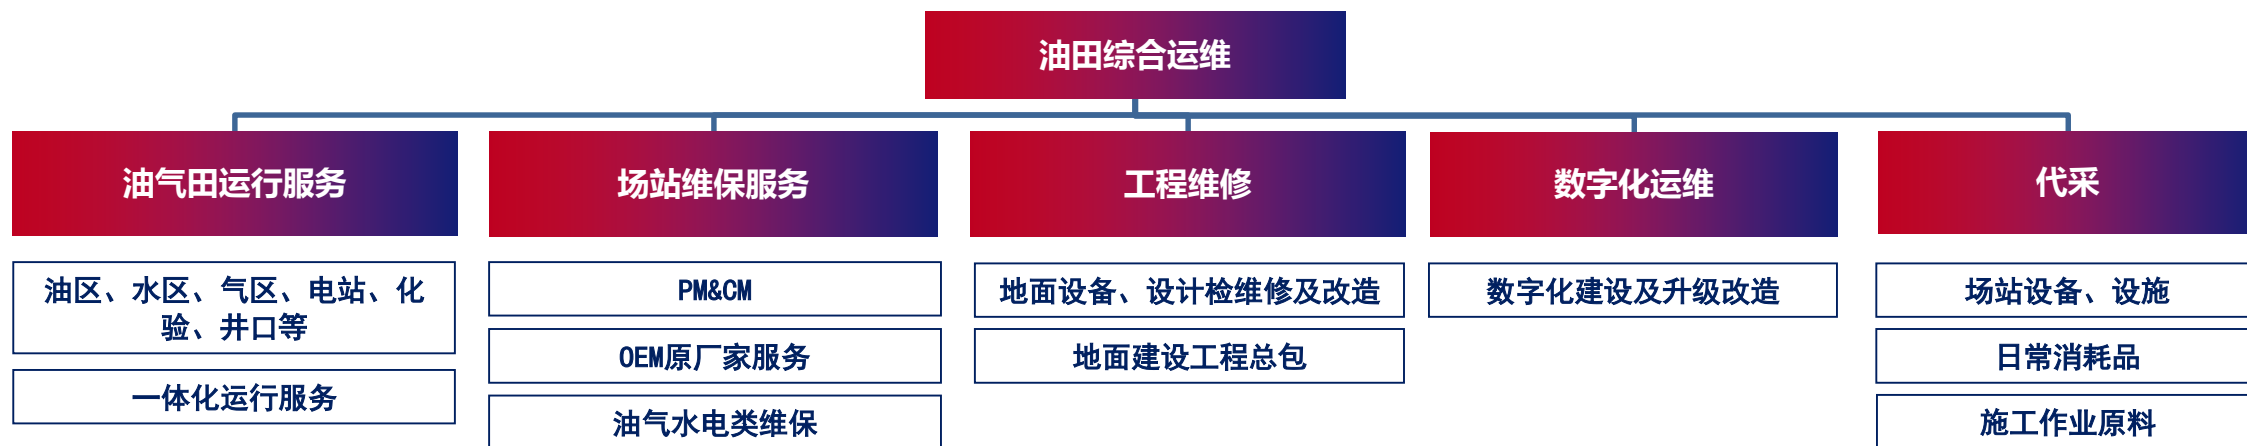 油田综合运维
油气田运行服务
场站维保服务
工程维修
数字化运维
代采
油区、水区、气区、电站、化
验、井口等
一体化运行服务
PM&CM
OEM原厂家服务
油气水电类维保
地面设备、设计检维修及改造
地面建设工程总包
数字化建设及升级改造
场站设备、设施
日常消耗品
施工作业原料